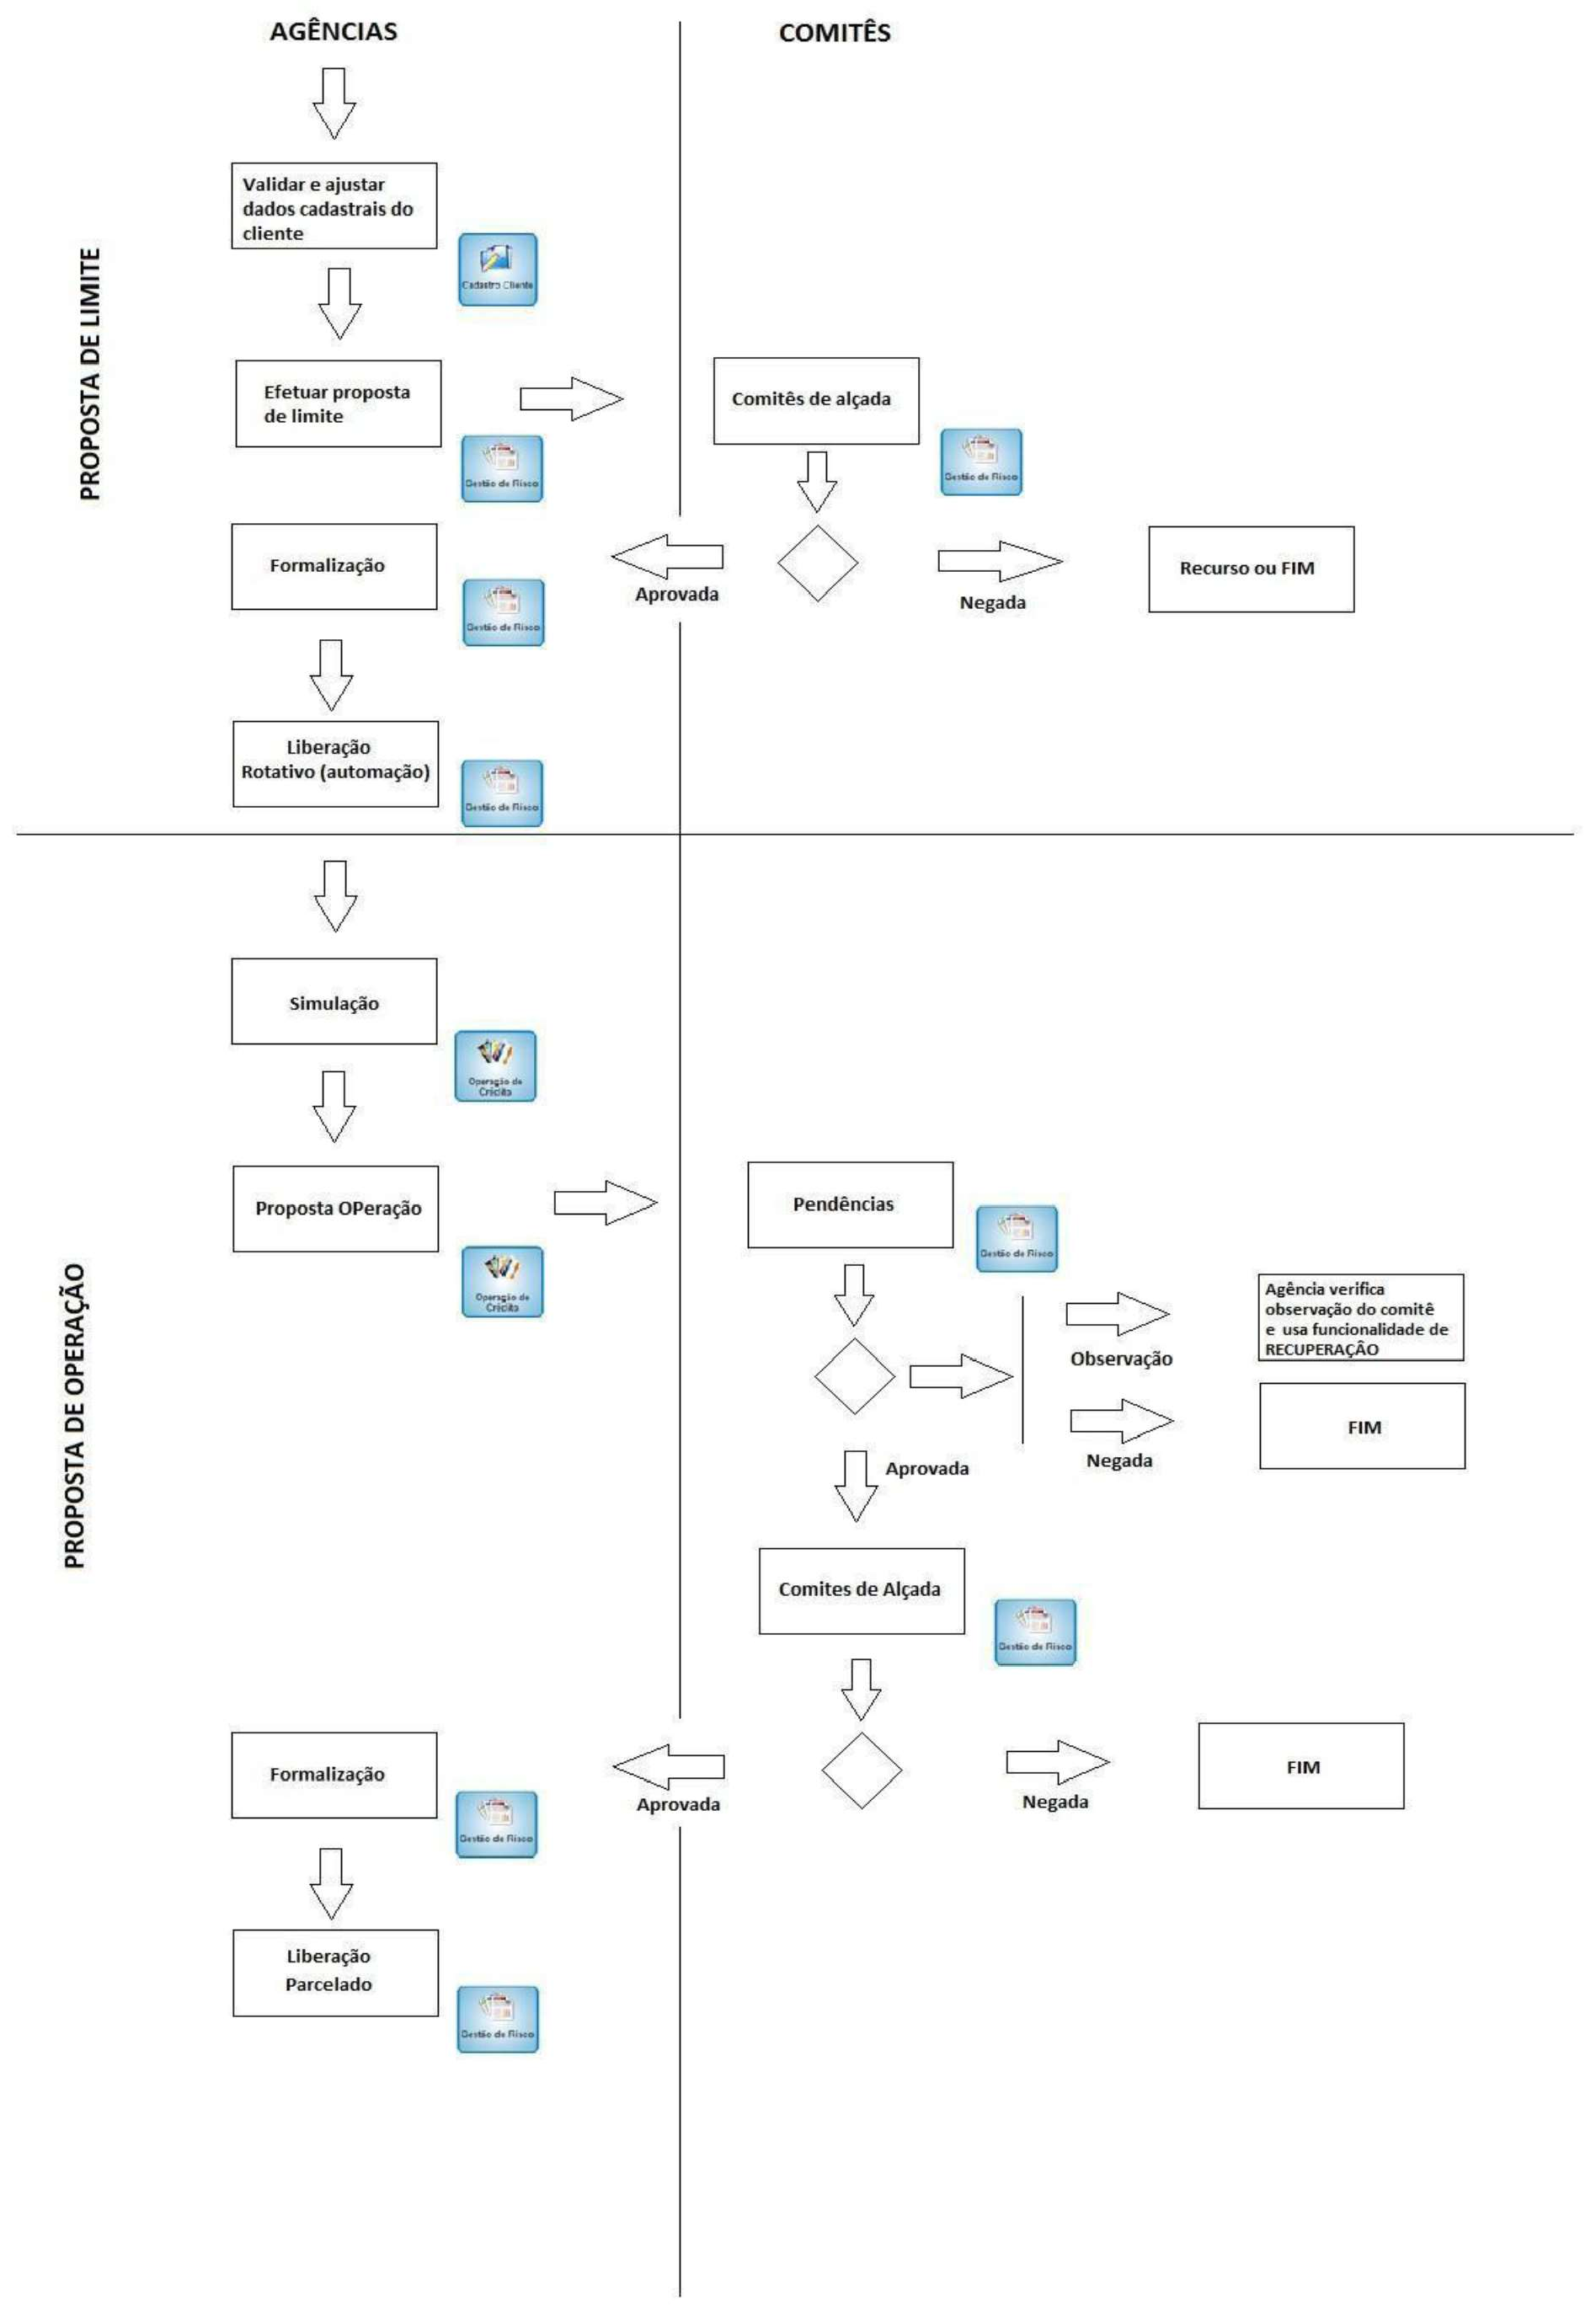 AGÊNCIAS
COMITÊS
PROPOSTA DE LIMITE
Validar e ajustar
dados cadastrais do
cliente
Cadastro Cliente
Efetuar proposta
de limite
Gestão de Risco
Comitês de alçada
Gestão de Risco
Formalização
Gestão de Risco
Aprovada
Negada
Recurso ou FIM
Liberação
Rotativo (automação)
Gestão de Risco
PROPOSTA DE OPERAÇÃO
Simulação
Operação de
Crédito
Proposta OPeração
Operação de
Crédito
Pendências
Gestão de Risco
Observação
Agência verifica
observação do comitê
e usa funcionalidade de
RECUPERAÇÂO
Negada
FIM
Aprovada
Comites de Alçada
Gestão de Risco
Formalização
Gestão de Risco
Aprovada
Negada
FIM
Liberação
Parcelado
Gestão de Risco